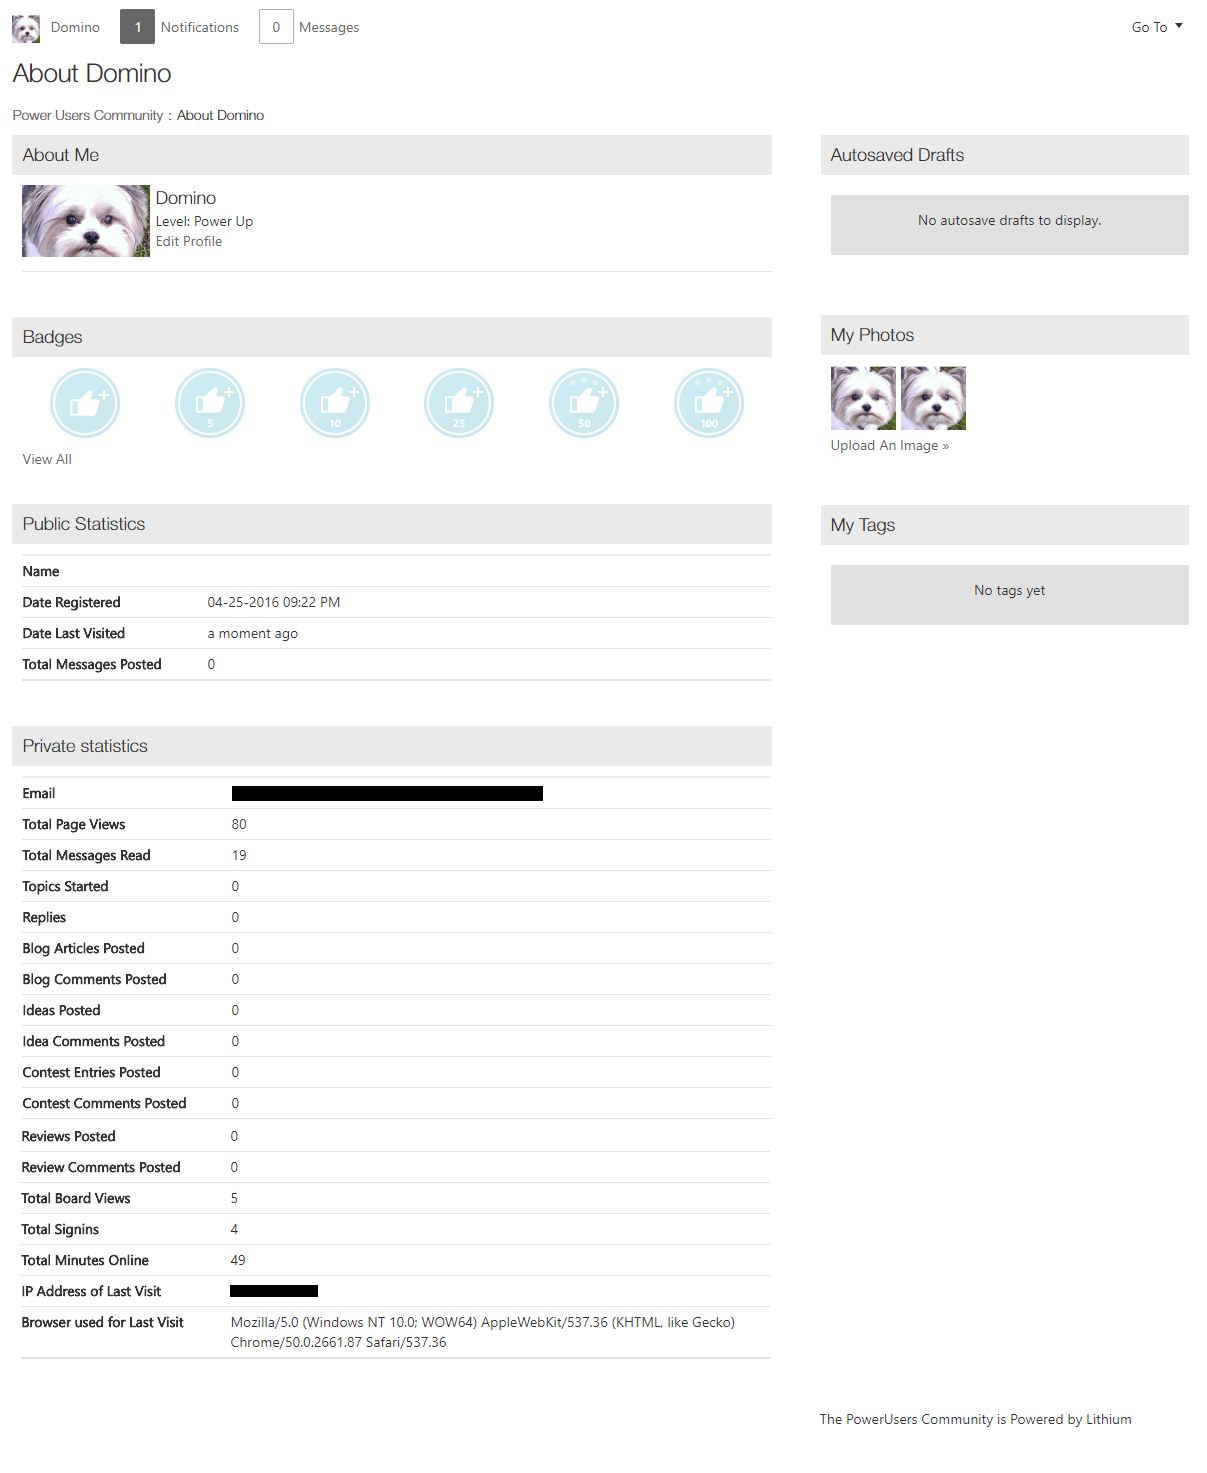 Domino 1 Notifications 0 Messages Go To
About Domino
Power Users Community : About Domino
About Me
Domino
Level: Power Up
Edit Profile
Badges
5 10 25 50 100
View All
Public Statistics
Name
Date Registered 04-25-2016 09:22 PM
Date Last Visited a moment ago
Total Messages Posted 0
Private statistics
Email
Total Page Views 80
Total Messages Read 19
Topics Started 0
Replies 0
Blog Articles Posted 0
Blog Comments Posted 0
Ideas Posted 0
Idea Comments Posted 0
Contest Entries Posted 0
Contest Comments Posted 0
Reviews Posted 0
Review Comments Posted 0
Total Board Views 5
Total Signins 4
Total Minutes Online 49
IP Address of Last Visit
Browser used for Last Visit Mozilla/5.0 (Windows NT 10.0; WOW64) AppleWebKit/537.36 (KHTML, like Gecko)
Chrome/50.0.2661.87 Safari/537.36
Autosaved Drafts
No autosave drafts to display.
My Photos
Upload An Image »
My Tags
No tags yet
The PowerUsers Community is Powered by Lithium